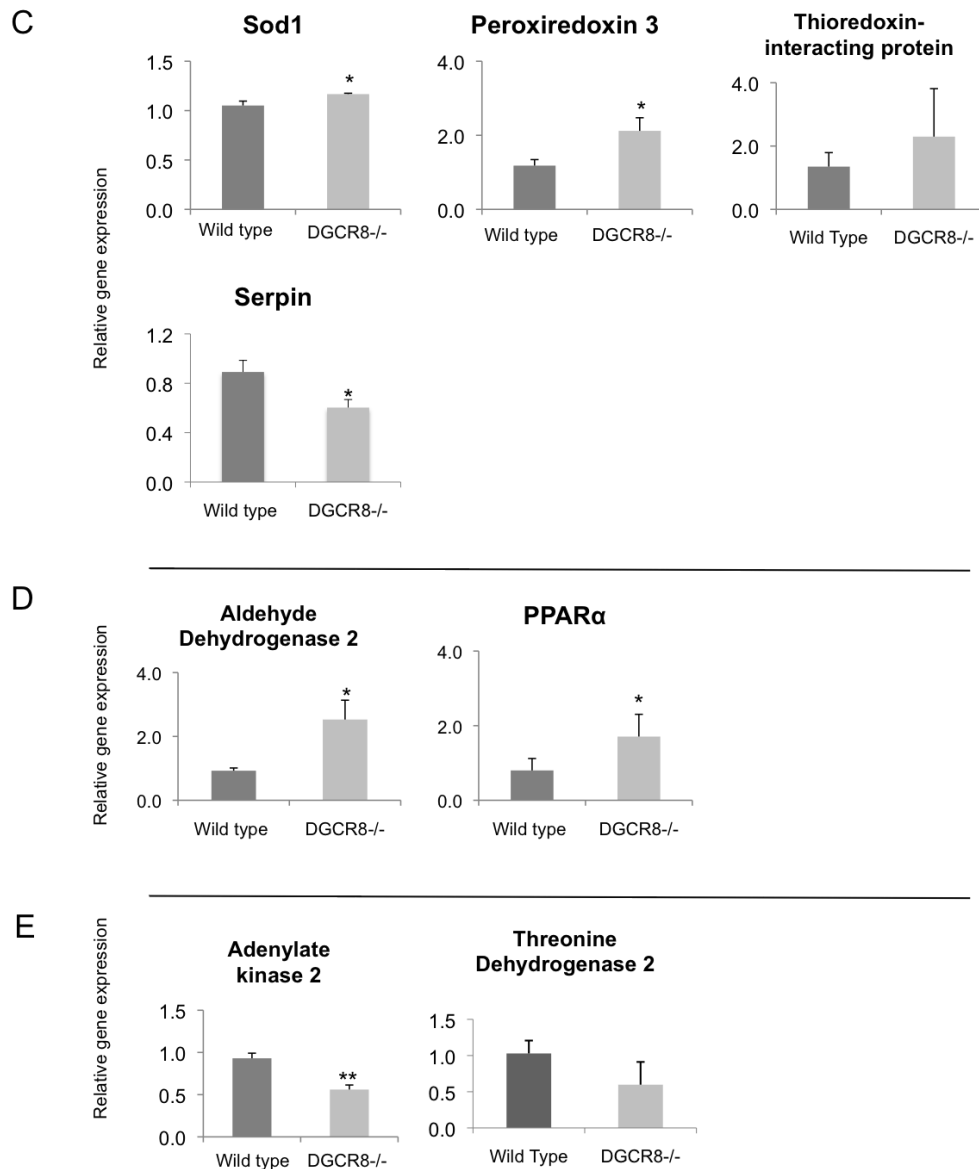 C
Sod1
Relative gene expression
1.5
1.0
0.5
0.0
*
Wild type
DGCR8-/-
Peroxiredoxin 3
4.0
2.0
0.0
*
Wild type
DGCR8-/-
Thioredoxin-
interacting protein
4.0
2.0
0.0
Wild Type
DGCR8-/-
Serpin
1.2
0.8
0.4
0.0
*
Wild type
DGCR8-/-
D
Aldehyde
Dehydrogenase 2
Relative gene expression
4.0
2.0
0.0
*
Wild type
DGCR8-/-
PPARα
4.0
2.0
0.0
*
Wild type
DGCR8-/-
E
Adenylate
kinase 2
Relative gene expression
1.5
1.0
0.5
0.0
**
Wild type
DGCR8-/-
Threonine
Dehydrogenase 2
1.5
1.0
0.5
0.0
Wild Type
DGCR8-/-